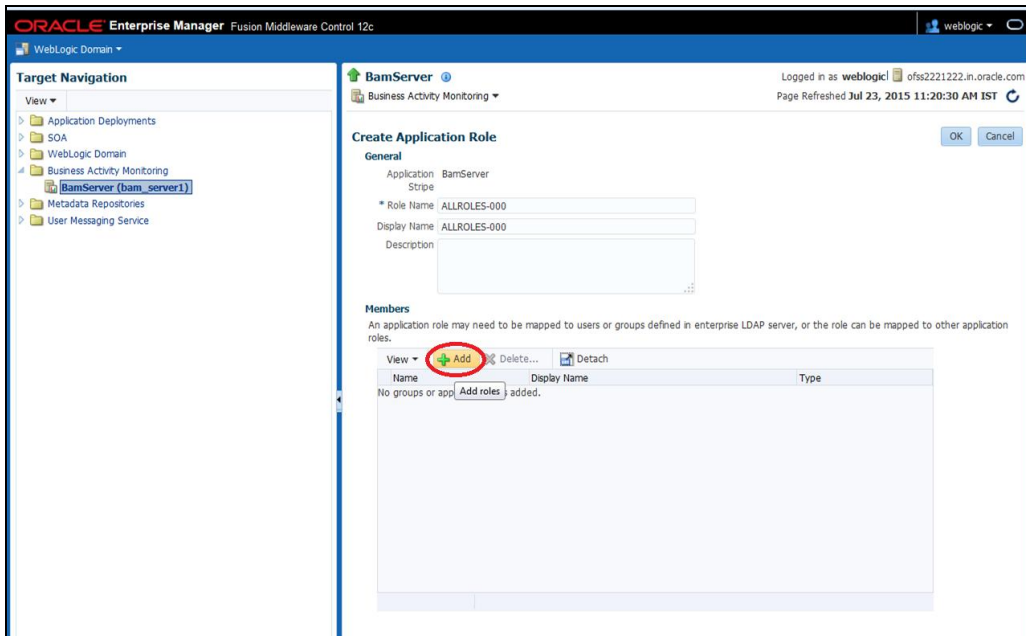 ORACLE Enterprise Manager Fusion Middleware Control 12c
weblogic
WebLogic Domain
Target Navigation
View
Application Deployments
SOA
WebLogic Domain
Business Activity Monitoring
BamServer (bam_server1)
Metadata Repositories
User Messaging Service
BamServer
Logged in as weblogic ofss2221222.in.oracle.com
Business Activity Monitoring
Page Refreshed Jul 23, 2015 11:20:30 AM IST
Create Application Role
OK Cancel
General
Application Stripe BamServer
* Role Name ALLROLES-000
Display Name ALLROLES-000
Description
Members
An application role may need to be mapped to users or groups defined in enterprise LDAP server, or the role can be mapped to other application
roles.
View Add Delete... Detach
Name Display Name Type
No groups or app added.
Add roles